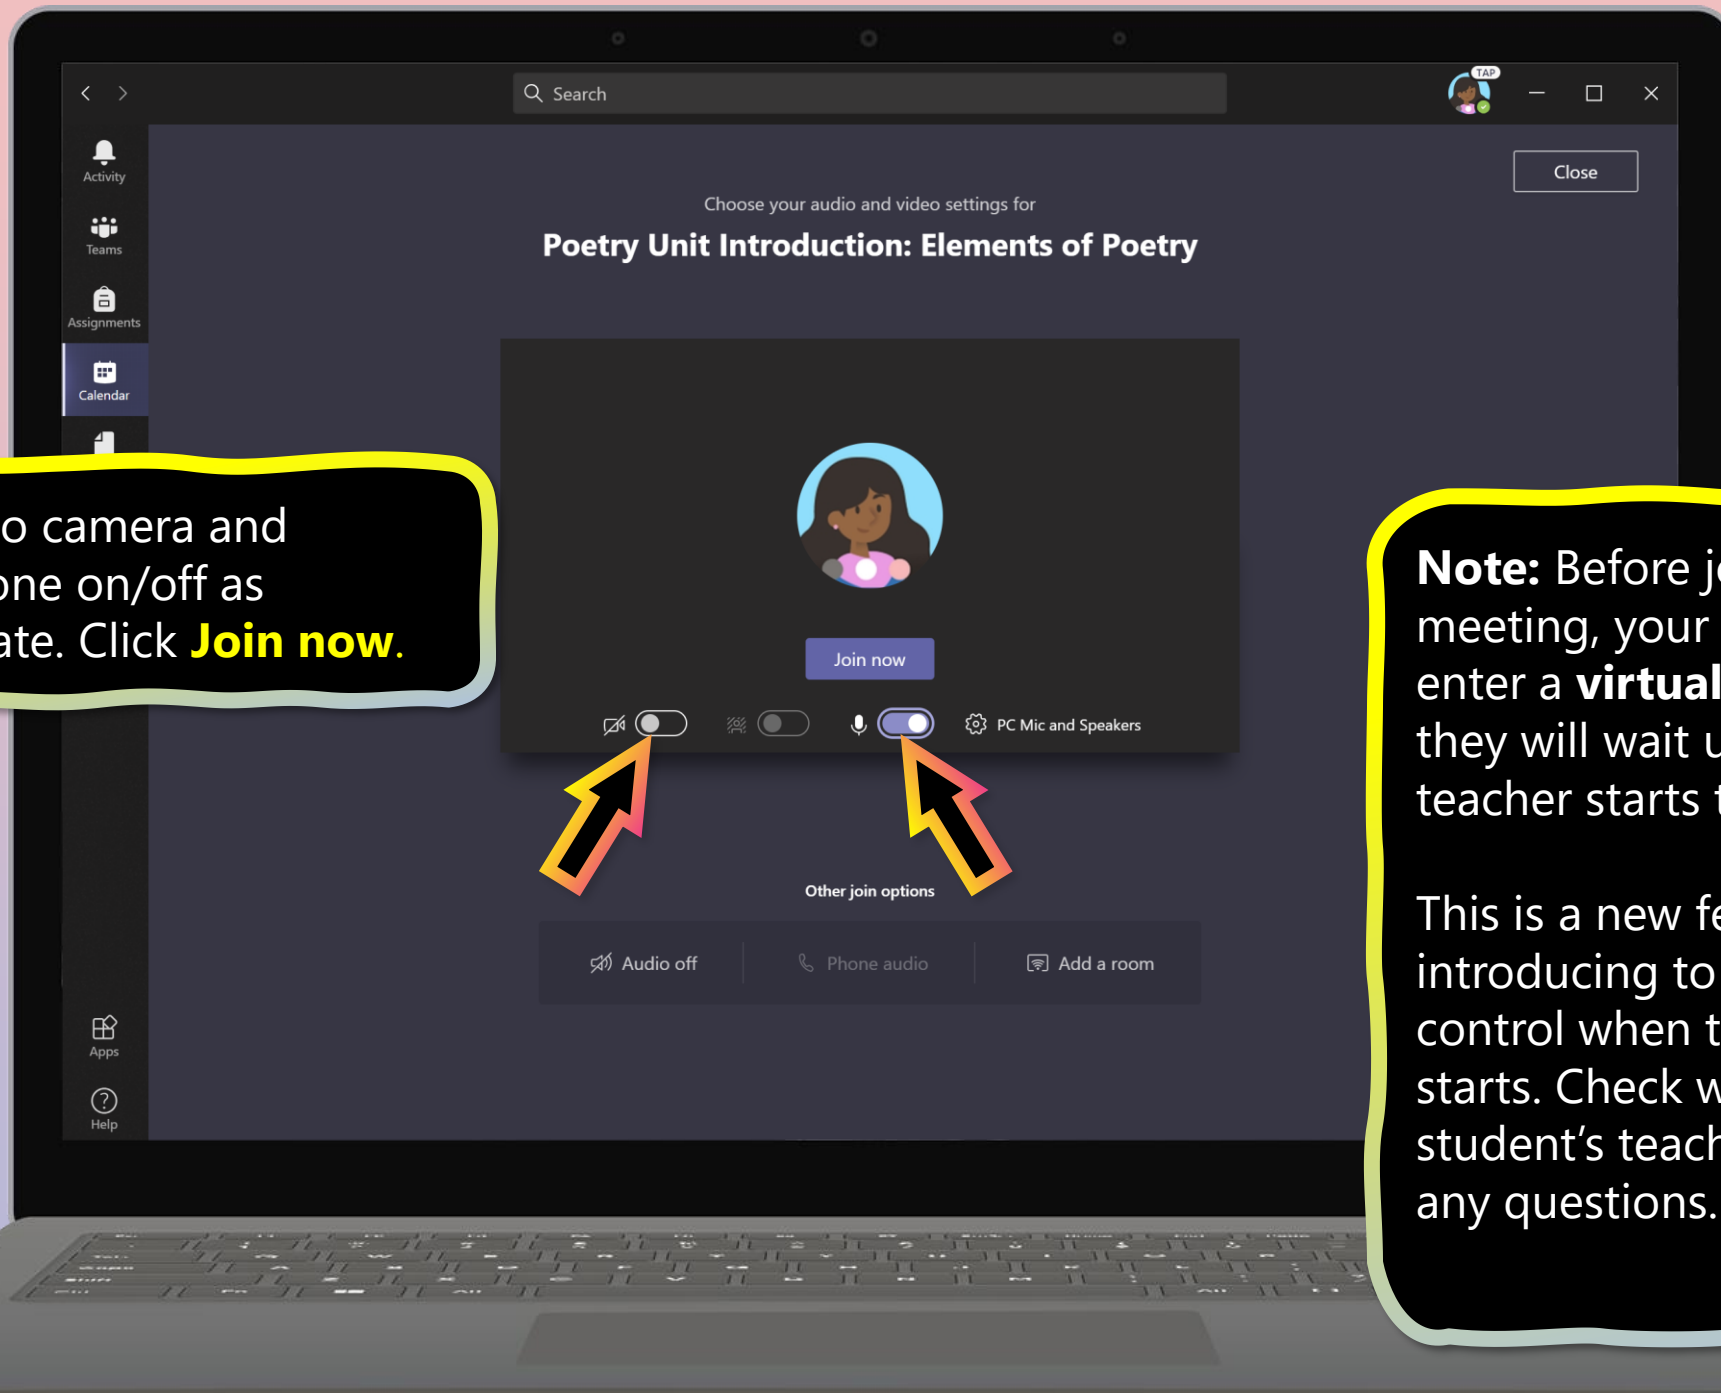 Search
TAP
Activity
Teams
Assignments
Calendar
Apps
Help
Close
Choose your audio and video settings for
Poetry Unit Introduction: Elements of Poetry
o camera and
one on/off as
ate. Click Join now.
Join now
PC Mic and Speakers
Other join options
Audio off
Phone audio
Add a room
Note: Before jo
meeting, your
enter a virtual
they will wait u
teacher starts t
This is a new fe
introducing to
control when t
starts. Check w
student’s teach
any questions.